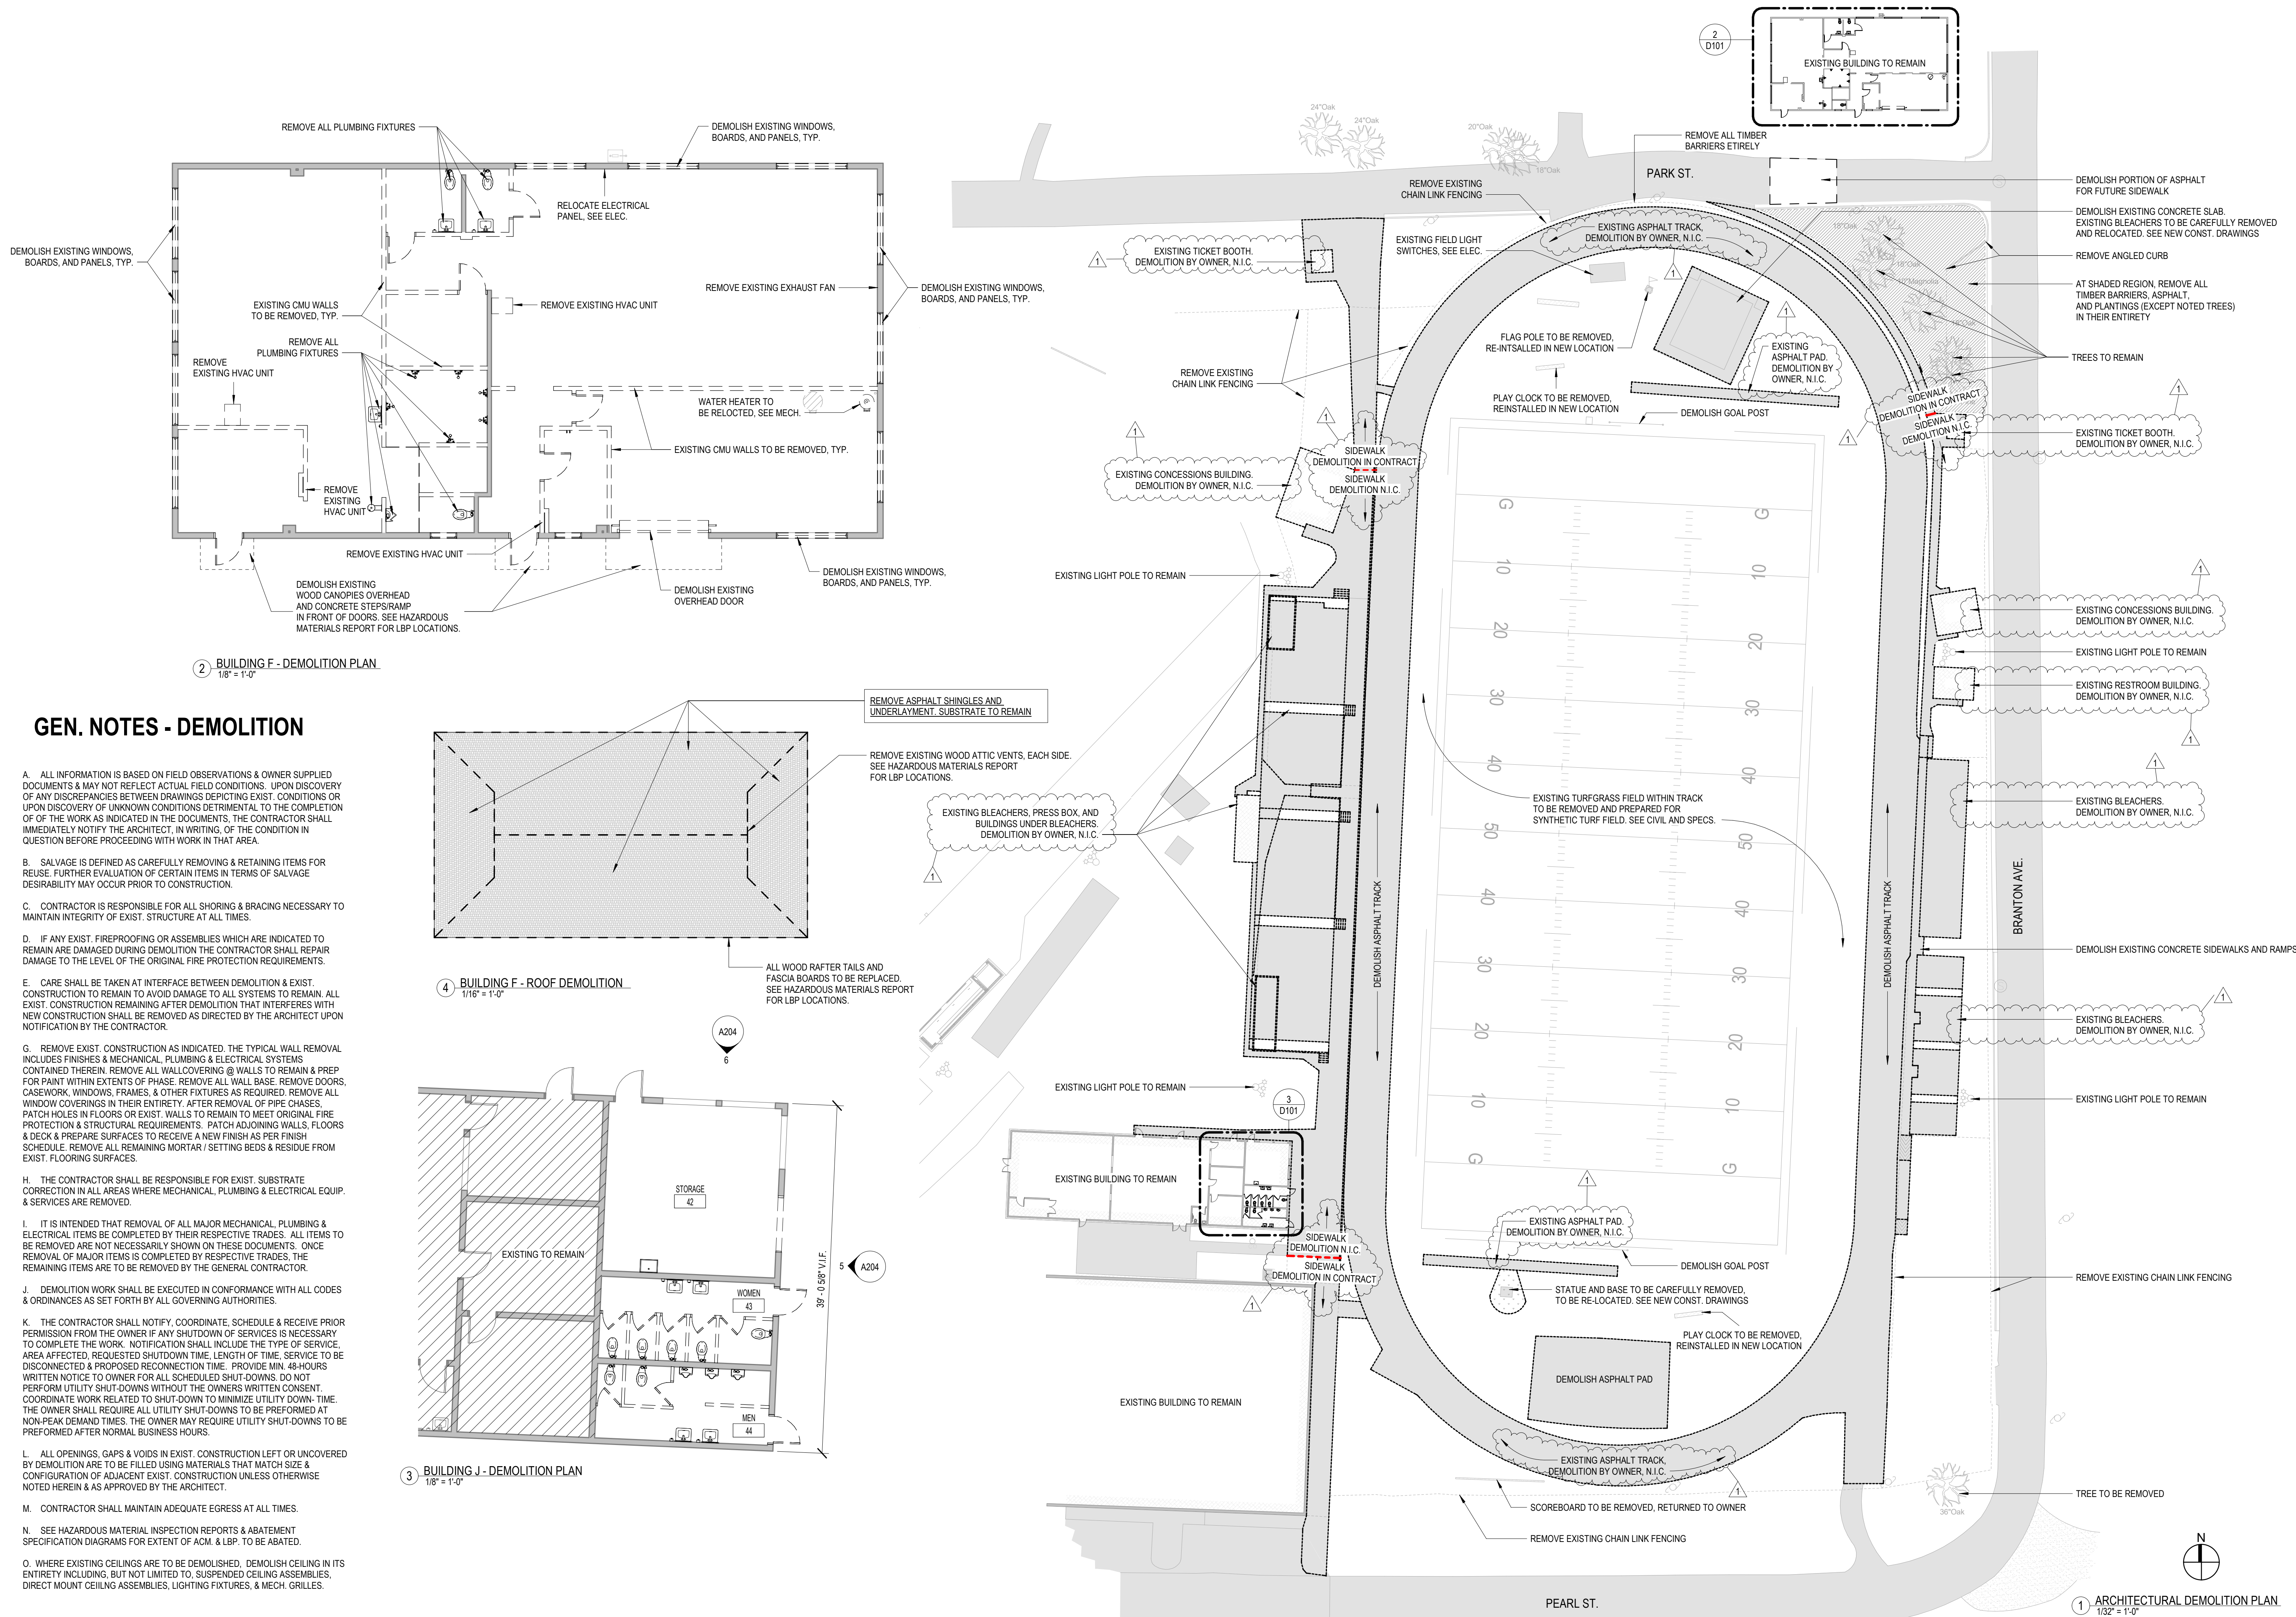 REMOVE ALL PLUMBING FIXTURES
DEMOLISH EXISTING WINDOWS,
BOARDS, AND PANELS, TYP.
RELOCATE ELECTRICAL
PANEL, SEE ELEC.
DEMOLISH EXISTING WINDOWS,
BOARDS, AND PANELS, TYP.
EXISTING CMU WALLS
TO BE REMOVED, TYP.
REMOVE EXISTING HVAC UNIT
REMOVE EXISTING EXHAUST FAN
DEMOLISH EXISTING WINDOWS,
BOARDS, AND PANELS, TYP.
REMOVE ALL
PLUMBING FIXTURES
REMOVE
EXISTING HVAC UNIT
WATER HEATER TO
BE RELOCTED, SEE MECH.
EXISTING CMU WALLS TO BE REMOVED, TYP.
REMOVE
EXISTING
HVAC UNIT
REMOVE EXISTING HVAC UNIT
DEMOLISH EXISTING
WOOD CANOPIES OVERHEAD
AND CONCRETE STEPS/RAMP
IN FRONT OF DOORS. SEE HAZARDOUS
MATERIALS REPORT FOR LBP LOCATIONS.
DEMOLISH EXISTING
OVERHEAD DOOR
DEMOLISH EXISTING WINDOWS,
BOARDS, AND PANELS, TYP.
2
BUILDING F - DEMOLITION PLAN
1/8" = 1'-0"
GEN. NOTES - DEMOLITION
A. ALL INFORMATION IS BASED ON FIELD OBSERVATIONS & OWNER SUPPLIED
DOCUMENTS & MAY NOT REFLECT ACTUAL FIELD CONDITIONS. UPON DISCOVERY
OF ANY DISCREPANCIES BETWEEN DRAWINGS DEPICTING EXIST. CONDITIONS OR
UPON DISCOVERY OF UNKNOWN CONDITIONS DETRIMENTAL TO THE COMPLETION
OF OF THE WORK AS INDICATED IN THE DOCUMENTS, THE CONTRACTOR SHALL
IMMEDIATELY NOTIFY THE ARCHITECT, IN WRITING, OF THE CONDITION IN
QUESTION BEFORE PROCEEDING WITH WORK IN THAT AREA.
B. SALVAGE IS DEFINED AS CAREFULLY REMOVING & RETAINING ITEMS FOR
REUSE. FURTHER EVALUATION OF CERTAIN ITEMS IN TERMS OF SALVAGE
DESIRABILITY MAY OCCUR PRIOR TO CONSTRUCTION.
C. CONTRACTOR IS RESPONSIBLE FOR ALL SHORING & BRACING NECESSARY TO
MAINTAIN INTEGRITY OF EXIST. STRUCTURE AT ALL TIMES.
D. IF ANY EXIST. FIREPROOFING OR ASSEMBLIES WHICH ARE INDICATED TO
REMAIN ARE DAMAGED DURING DEMOLITION THE CONTRACTOR SHALL REPAIR
DAMAGE TO THE LEVEL OF THE ORIGINAL FIRE PROTECTION REQUIREMENTS.
E. CARE SHALL BE TAKEN AT INTERFACE BETWEEN DEMOLITION & EXIST.
CONSTRUCTION TO REMAIN TO AVOID DAMAGE TO ALL SYSTEMS TO REMAIN. ALL
EXIST. CONSTRUCTION REMAINING AFTER DEMOLITION THAT INTERFERES WITH
NEW CONSTRUCTION SHALL BE REMOVED AS DIRECTED BY THE ARCHITECT UPON
NOTIFICATION BY THE CONTRACTOR.
G. REMOVE EXIST. CONSTRUCTION AS INDICATED. THE TYPICAL WALL REMOVAL
INCLUDES FINISHES & MECHANICAL, PLUMBING & ELECTRICAL SYSTEMS
CONTAINED THEREIN. REMOVE ALL WALLCOVERING @ WALLS TO REMAIN & PREP
FOR PAINT WITHIN EXTENTS OF PHASE. REMOVE ALL WALL BASE. REMOVE DOORS,
CASEWORK, WINDOWS, FRAMES, & OTHER FIXTURES AS REQUIRED. REMOVE ALL
WINDOW COVERINGS IN THEIR ENTIRETY. AFTER REMOVAL OF PIPE CHASES,
PATCH HOLES IN FLOORS OR EXIST. WALLS TO REMAIN TO MEET ORIGINAL FIRE
PROTECTION & STRUCTURAL REQUIREMENTS. PATCH ADJOINING WALLS, FLOORS
& DECK & PREPARE SURFACES TO RECEIVE A NEW FINISH AS PER FINISH
SCHEDULE. REMOVE ALL REMAINING MORTAR / SETTING BEDS & RESIDUE FROM
EXIST. FLOORING SURFACES.
H. THE CONTRACTOR SHALL BE RESPONSIBLE FOR EXIST. SUBSTRATE
CORRECTION IN ALL AREAS WHERE MECHANICAL, PLUMBING & ELECTRICAL EQUIP.
& SERVICES ARE REMOVED.
I. IT IS INTENDED THAT REMOVAL OF ALL MAJOR MECHANICAL, PLUMBING &
ELECTRICAL ITEMS BE COMPLETED BY THEIR RESPECTIVE TRADES. ALL ITEMS TO
BE REMOVED ARE NOT NECESSARILY SHOWN ON THESE DOCUMENTS. ONCE
REMOVAL OF MAJOR ITEMS IS COMPLETED BY RESPECTIVE TRADES, THE
REMAINING ITEMS ARE TO BE REMOVED BY THE GENERAL CONTRACTOR.
J. DEMOLITION WORK SHALL BE EXECUTED IN CONFORMANCE WITH ALL CODES
& ORDINANCES AS SET FORTH BY ALL GOVERNING AUTHORITIES.
K. THE CONTRACTOR SHALL NOTIFY, COORDINATE, SCHEDULE & RECEIVE PRIOR
PERMISSION FROM THE OWNER IF ANY SHUTDOWN OF SERVICES IS NECESSARY
TO COMPLETE THE WORK. NOTIFICATION SHALL INCLUDE THE TYPE OF SERVICE,
AREA AFFECTED, REQUESTED SHUTDOWN TIME, LENGTH OF TIME, SERVICE TO BE
DISCONNECTED & PROPOSED RECONNECTION TIME. PROVIDE MIN. 48-HOURS
WRITTEN NOTICE TO OWNER FOR ALL SCHEDULED SHUT-DOWNS. DO NOT
PERFORM UTILITY SHUT-DOWNS WITHOUT THE OWNERS WRITTEN CONSENT.
COORDINATE WORK RELATED TO SHUT-DOWN TO MINIMIZE UTILITY DOWN- TIME.
THE OWNER SHALL REQUIRE ALL UTILITY SHUT-DOWNS TO BE PREFORMED AT
NON-PEAK DEMAND TIMES. THE OWNER MAY REQUIRE UTILITY SHUT-DOWNS TO BE
PREFORMED AFTER NORMAL BUSINESS HOURS.
L. ALL OPENINGS, GAPS & VOIDS IN EXIST. CONSTRUCTION LEFT OR UNCOVERED
BY DEMOLITION ARE TO BE FILLED USING MATERIALS THAT MATCH SIZE &
CONFIGURATION OF ADJACENT EXIST. CONSTRUCTION UNLESS OTHERWISE
NOTED HEREIN & AS APPROVED BY THE ARCHITECT.
M. CONTRACTOR SHALL MAINTAIN ADEQUATE EGRESS AT ALL TIMES.
N. SEE HAZARDOUS MATERIAL INSPECTION REPORTS & ABATEMENT
SPECIFICATION DIAGRAMS FOR EXTENT OF ACM. & LBP. TO BE ABATED.
O. WHERE EXISTING CEILINGS ARE TO BE DEMOLISHED, DEMOLISH CEILING IN ITS
ENTIRETY INCLUDING, BUT NOT LIMITED TO, SUSPENDED CEILING ASSEMBLIES,
DIRECT MOUNT CEIILNG ASSEMBLIES, LIGHTING FIXTURES, & MECH. GRILLES.
REMOVE ASPHALT SHINGLES AND
UNDERLAYMENT. SUBSTRATE TO REMAIN
REMOVE EXISTING WOOD ATTIC VENTS, EACH SIDE.
SEE HAZARDOUS MATERIALS REPORT
FOR LBP LOCATIONS.
ALL WOOD RAFTER TAILS AND
FASCIA BOARDS TO BE REPLACED.
SEE HAZARDOUS MATERIALS REPORT
FOR LBP LOCATIONS.
4
BUILDING F - ROOF DEMOLITION
1/16" = 1'-0"
A204
6
STORAGE
42
EXISTING TO REMAIN
5
A204
39' - 0 5/8" V.I.F.
WOMEN
43
MEN
44
3
BUILDING J - DEMOLITION PLAN
1/8" = 1'-0"
2
D101
EXISTING BUILDING TO REMAIN
24"Oak
24"Oak
20"Oak
18"Oak
REMOVE ALL TIMBER
BARRIERS ETIRELY
PARK ST.
REMOVE EXISTING
CHAIN LINK FENCING
DEMOLISH PORTION OF ASPHALT
FOR FUTURE SIDEWALK
DEMOLISH EXISTING CONCRETE SLAB.
EXISTING BLEACHERS TO BE CAREFULLY REMOVED
AND RELOCATED. SEE NEW CONST. DRAWINGS
REMOVE ANGLED CURB
AT SHADED REGION, REMOVE ALL
TIMBER BARRIERS, ASPHALT,
AND PLANTINGS (EXCEPT NOTED TREES)
IN THEIR ENTIRETY
TREES TO REMAIN
18"Oak
18"Oak
10"Magnolia
18"Oak
EXISTING ASPHALT TRACK,
DEMOLITION BY OWNER, N.I.C.
1
EXISTING FIELD LIGHT
SWITCHES, SEE ELEC.
1
EXISTING TICKET BOOTH.
DEMOLITION BY OWNER, N.I.C.
FLAG POLE TO BE REMOVED,
RE-INTSALLED IN NEW LOCATION
1
EXISTING
ASPHALT PAD.
DEMOLITION BY
OWNER, N.I.C.
REMOVE EXISTING
CHAIN LINK FENCING
PLAY CLOCK TO BE REMOVED,
REINSTALLED IN NEW LOCATION
DEMOLISH GOAL POST
SIDEWALK
DEMOLITION IN CONTRACT
SIDEWALK
DEMOLITION N.I.C.
1
1
EXISTING TICKET BOOTH.
DEMOLITION BY OWNER, N.I.C.
1
SIDEWALK
DEMOLITION IN CONTRACT
SIDEWALK
DEMOLITION N.I.C.
1
EXISTING CONCESSIONS BUILDING.
DEMOLITION BY OWNER, N.I.C.
EXISTING LIGHT POLE TO REMAIN
1
EXISTING CONCESSIONS BUILDING.
DEMOLITION BY OWNER, N.I.C.
EXISTING LIGHT POLE TO REMAIN
EXISTING RESTROOM BUILDING.
DEMOLITION BY OWNER, N.I.C.
1
1
EXISTING BLEACHERS.
DEMOLITION BY OWNER, N.I.C.
EXISTING BLEACHERS, PRESS BOX, AND
BUILDINGS UNDER BLEACHERS.
DEMOLITION BY OWNER, N.I.C.
1
EXISTING TURFGRASS FIELD WITHIN TRACK
TO BE REMOVED AND PREPARED FOR
SYNTHETIC TURF FIELD. SEE CIVIL AND SPECS.
G G
10 10
20 20
30 30
40 40
50 50
40 40
30 30
20 20
10 10
G G
DEMOLISH ASPHALT TRACK
DEMOLISH ASPHALT TRACK
BRANTON AVE.
DEMOLISH EXISTING CONCRETE SIDEWALKS AND RAMPS
1
EXISTING BLEACHERS.
DEMOLITION BY OWNER, N.I.C.
EXISTING LIGHT POLE TO REMAIN
EXISTING LIGHT POLE TO REMAIN
3
D101
EXISTING BUILDING TO REMAIN
SIDEWALK
DEMOLITION N.I.C.
SIDEWALK
DEMOLITION IN CONTRACT
1
1
EXISTING ASPHALT PAD.
DEMOLITION BY OWNER, N.I.C.
DEMOLISH GOAL POST
STATUE AND BASE TO BE CAREFULLY REMOVED,
TO BE RE-LOCATED. SEE NEW CONST. DRAWINGS
REMOVE EXISTING CHAIN LINK FENCING
PLAY CLOCK TO BE REMOVED,
REINSTALLED IN NEW LOCATION
DEMOLISH ASPHALT PAD
EXISTING BUILDING TO REMAIN
EXISTING ASPHALT TRACK,
DEMOLITION BY OWNER, N.I.C.
1
SCOREBOARD TO BE REMOVED, RETURNED TO OWNER
REMOVE EXISTING CHAIN LINK FENCING
TREE TO BE REMOVED
36"Oak
PEARL ST.
N
1
ARCHITECTURAL DEMOLITION PLAN
1/32" = 1'-0"